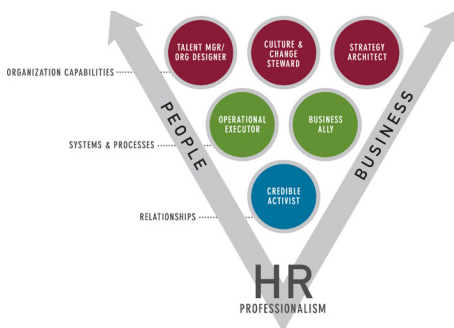 TALENT MGR/
ORG DESIGNER
CULTURE &
CHANGE
STEWARD
STRATEGY
ARCHITECT
ORGANIZATION CAPABILITIES
PEOPLE
BUSINESS
OPERATIONAL
EXECUTOR
BUSINESS
ALLY
SYSTEMS & PROCESSES
CREDIBLE
ACTIVIST
RELATIONSHIPS
HR
PROFESSIONALISM